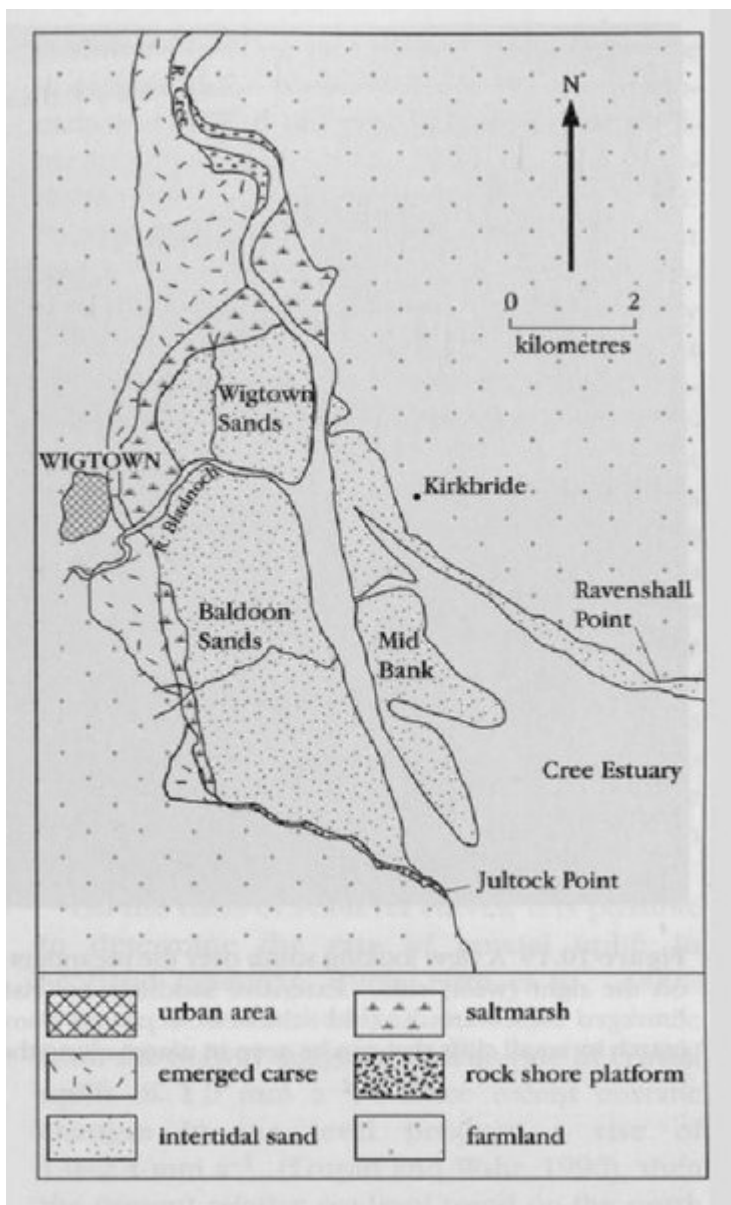 R. Cree
N
0 2
kilometres
Wigtown
Sands
WIGTOWN
Kirkbride
R. Bladnoch
Ravenshall
Point
Baldoon
Sands
Mid
Bank
Cree Estuary
Jultock Point
urban area
saltmarsh
emerged carse
rock shore platform
intertidal sand
farmland